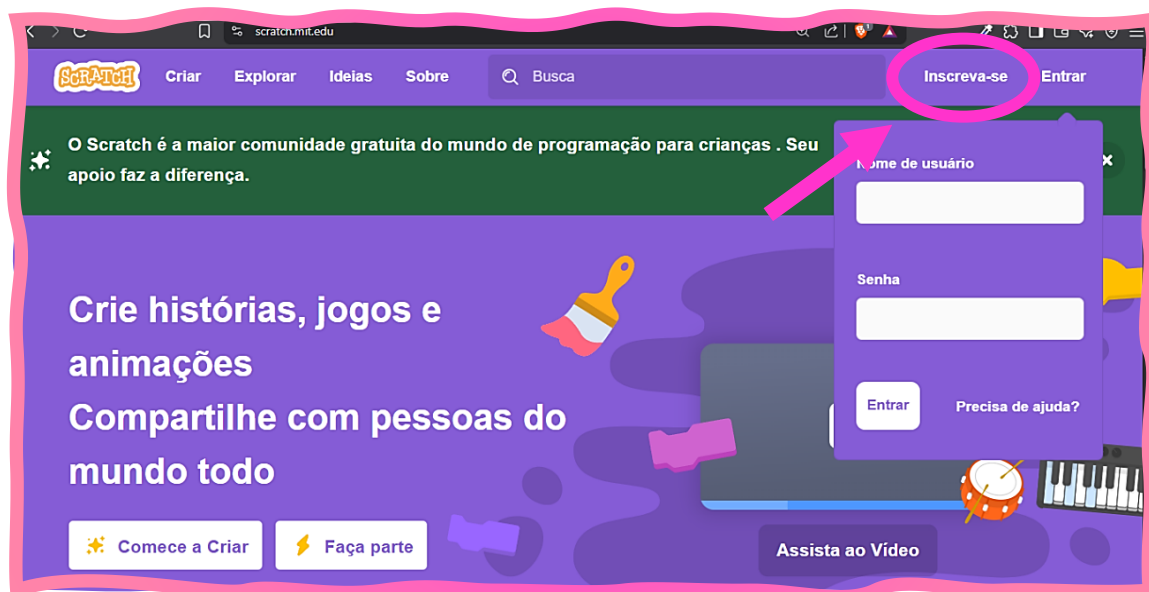 scratch.mit.edu
SCRATCH Criar Explorar Ideias Sobre Busca Inscreva-se Entrar
O Scratch é a maior comunidade gratuita do mundo de programação para crianças . Seu
apoio faz a diferença.
Nome de usuário
Senha
Entrar Precisa de ajuda?
Crie histórias, jogos e
animações
Compartilhe com pessoas do
mundo todo
Comece a Criar Faça parte
Assista ao Vídeo